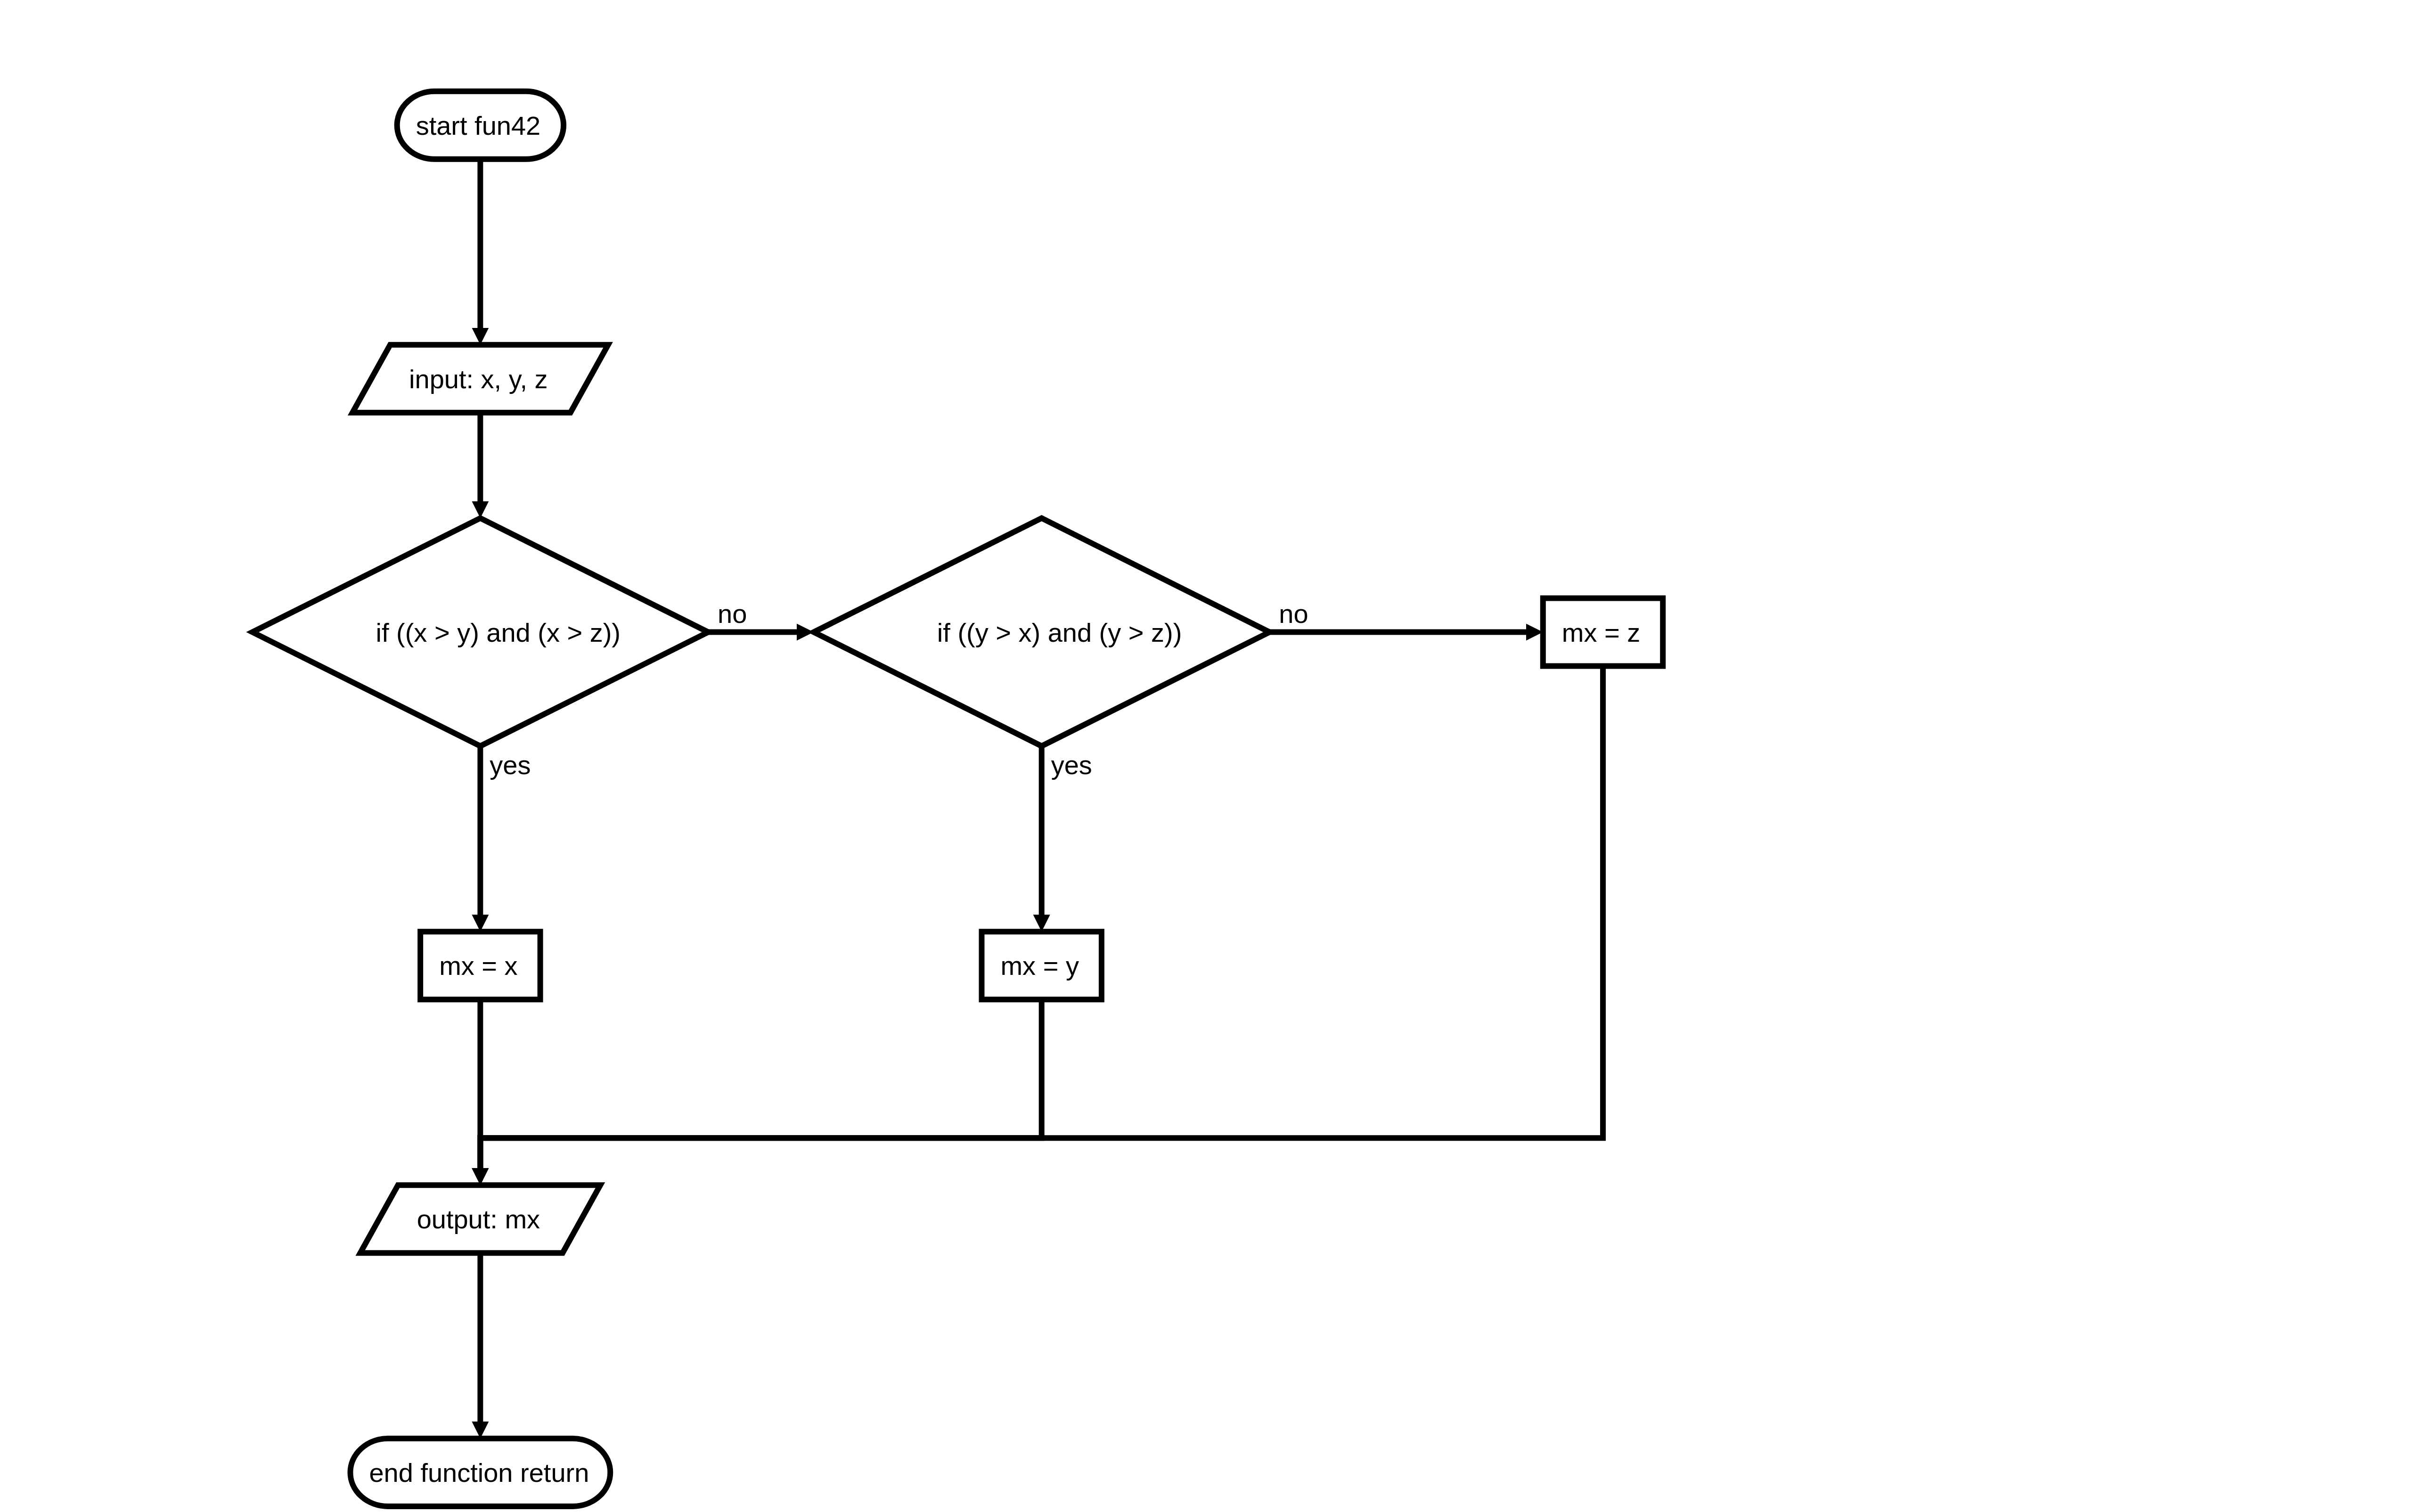 start fun42
input: x, y, z
if ((x > y) and (x > z))
no
if ((y > x) and (y > z))
no
mx = z
yes
yes
mx = x
mx = y
output: mx
end function return